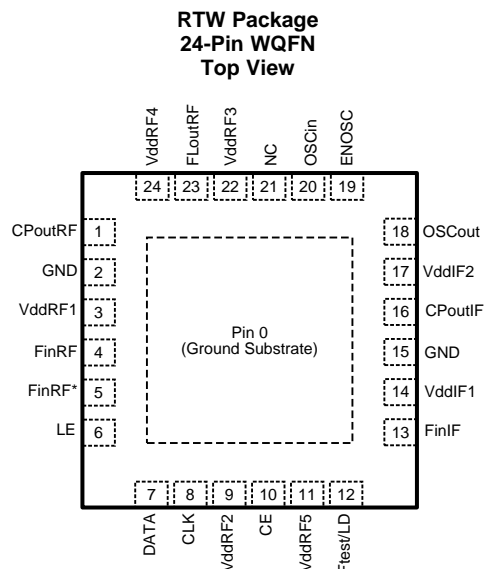 RTW Package
24-Pin WQFN
Top View
VddRF4
FLoutRF
VddRF3
NC
OSCin
ENOSC
24 23 22 21 20 19
CPoutRF 1
GND 2
VddRF1 3
FinRF 4
FinRF* 5
LE 6
Pin 0
(Ground Substrate)
18 OSCout
17 VddIF2
16 CPoutIF
15 GND
14 VddIF1
13 FinIF
7 8 9 10 11 12
DATA
CLK
VddRF2
CE
VddRF5
Ftest/LD